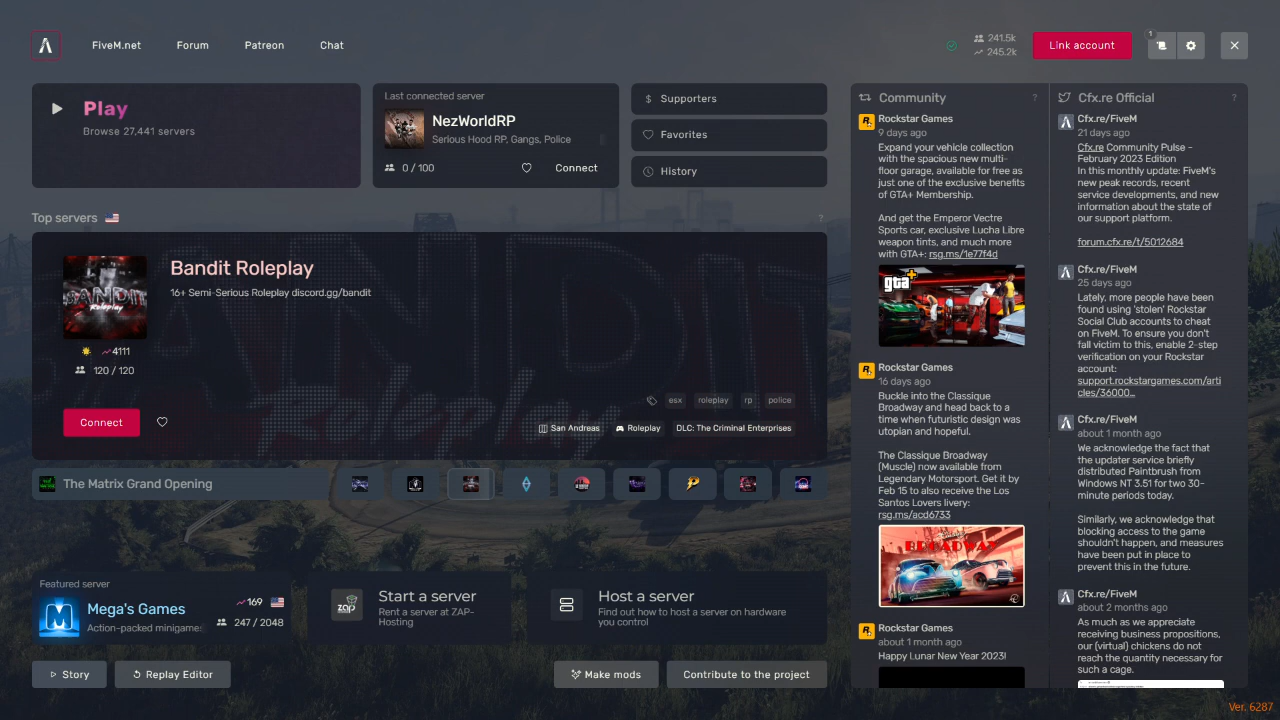 FiveM.net
Forum
Patreon
Chat
241.5k
245.2k
Link account
1
Play
Browse 27,441 servers
Last connected server
NezWorldRP
Serious Hood RP, Gangs, Police
0 / 100
Connect
$ Supporters
Favorites
History
Top servers
?
BANDIT
Roleplay
Bandit Roleplay
16+ Semi-Serious Roleplay discord.gg/bandit
4111
120 / 120
Connect
esx
roleplay
rp
police
San Andreas
Roleplay
DLC: The Criminal Enterprises
The Matrix Grand Opening
Featured server
Mega's Games
Action-packed minigame
169
247 / 2048
ZAP
Start a server
Rent a server at ZAP-
Hosting
Host a server
Find out how to host a server on hardware
you control
Story
Replay Editor
Make mods
Contribute to the project
Community
?
Rockstar Games
9 days ago
Expand your vehicle collection
with the spacious new multi-
floor garage, available for free as
just one of the exclusive benefits
of GTA+ Membership.
And get the Emperor Vectre
Sports car, exclusive Lucha Libre
weapon tints, and much more
with GTA+: rsg.ms/1e77f4d
gta+
Rockstar Games
16 days ago
Buckle into the Classique
Broadway and head back to a
time when futuristic design was
utopian and hopeful.
The Classique Broadway
(Muscle) now available from
Legendary Motorsport. Get it by
Feb 15 to also receive the Los
Santos Lovers livery:
rsg.ms/acd6733
BROADWAY
Rockstar Games
about 1 month ago
Happy Lunar New Year 2023!
Cfx.re Official
?
Cfx.re/FiveM
21 days ago
Cfx.re Community Pulse -
February 2023 Edition
In this monthly update: FiveM's
new peak records, recent
service developments, and new
information about the state of
our support platform.
forum.cfx.re/t/5012684
Cfx.re/FiveM
25 days ago
Lately, more people have been
found using 'stolen' Rockstar
Social Club accounts to cheat
on FiveM. To ensure you don't
fall victim to this, enable 2-step
verification on your Rockstar
account:
support.rockstargames.com/arti
cles/36000…
Cfx.re/FiveM
about 1 month ago
We acknowledge the fact that
the updater service briefly
distributed Paintbrush from
Windows NT 3.51 for two 30-
minute periods today.
Similarly, we acknowledge that
blocking access to the game
shouldn't happen, and measures
have been put in place to
prevent this in the future.
Cfx.re/FiveM
about 2 months ago
As much as we appreciate
receiving business propositions,
our (virtual) chickens do not
reach the quantity necessary for
such a cage.
Ver. 6287